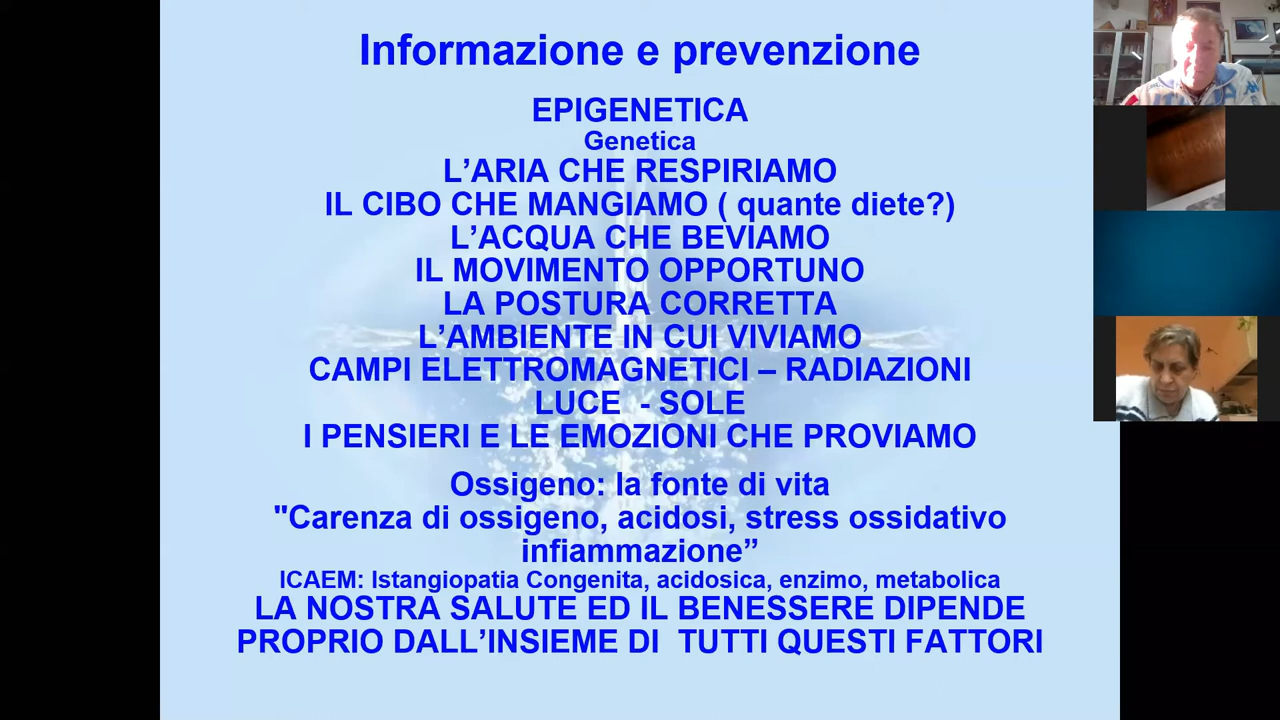 Informazione e prevenzione
EPIGENETICA
Genetica
L’ARIA CHE RESPIRIAMO
IL CIBO CHE MANGIAMO ( quante diete?)
L’ACQUA CHE BEVIAMO
IL MOVIMENTO OPPORTUNO
LA POSTURA CORRETTA
L’AMBIENTE IN CUI VIVIAMO
CAMPI ELETTROMAGNETICI – RADIAZIONI
LUCE  - SOLE
I PENSIERI E LE EMOZIONI CHE PROVIAMO
Ossigeno: la fonte di vita
"Carenza di ossigeno, acidosi, stress ossidativo
infiammazione”
ICAEM: Istangiopatia Congenita, acidosica, enzimo, metabolica
LA NOSTRA SALUTE ED IL BENESSERE DIPENDE
PROPRIO DALL’INSIEME DI  TUTTI QUESTI FATTORI